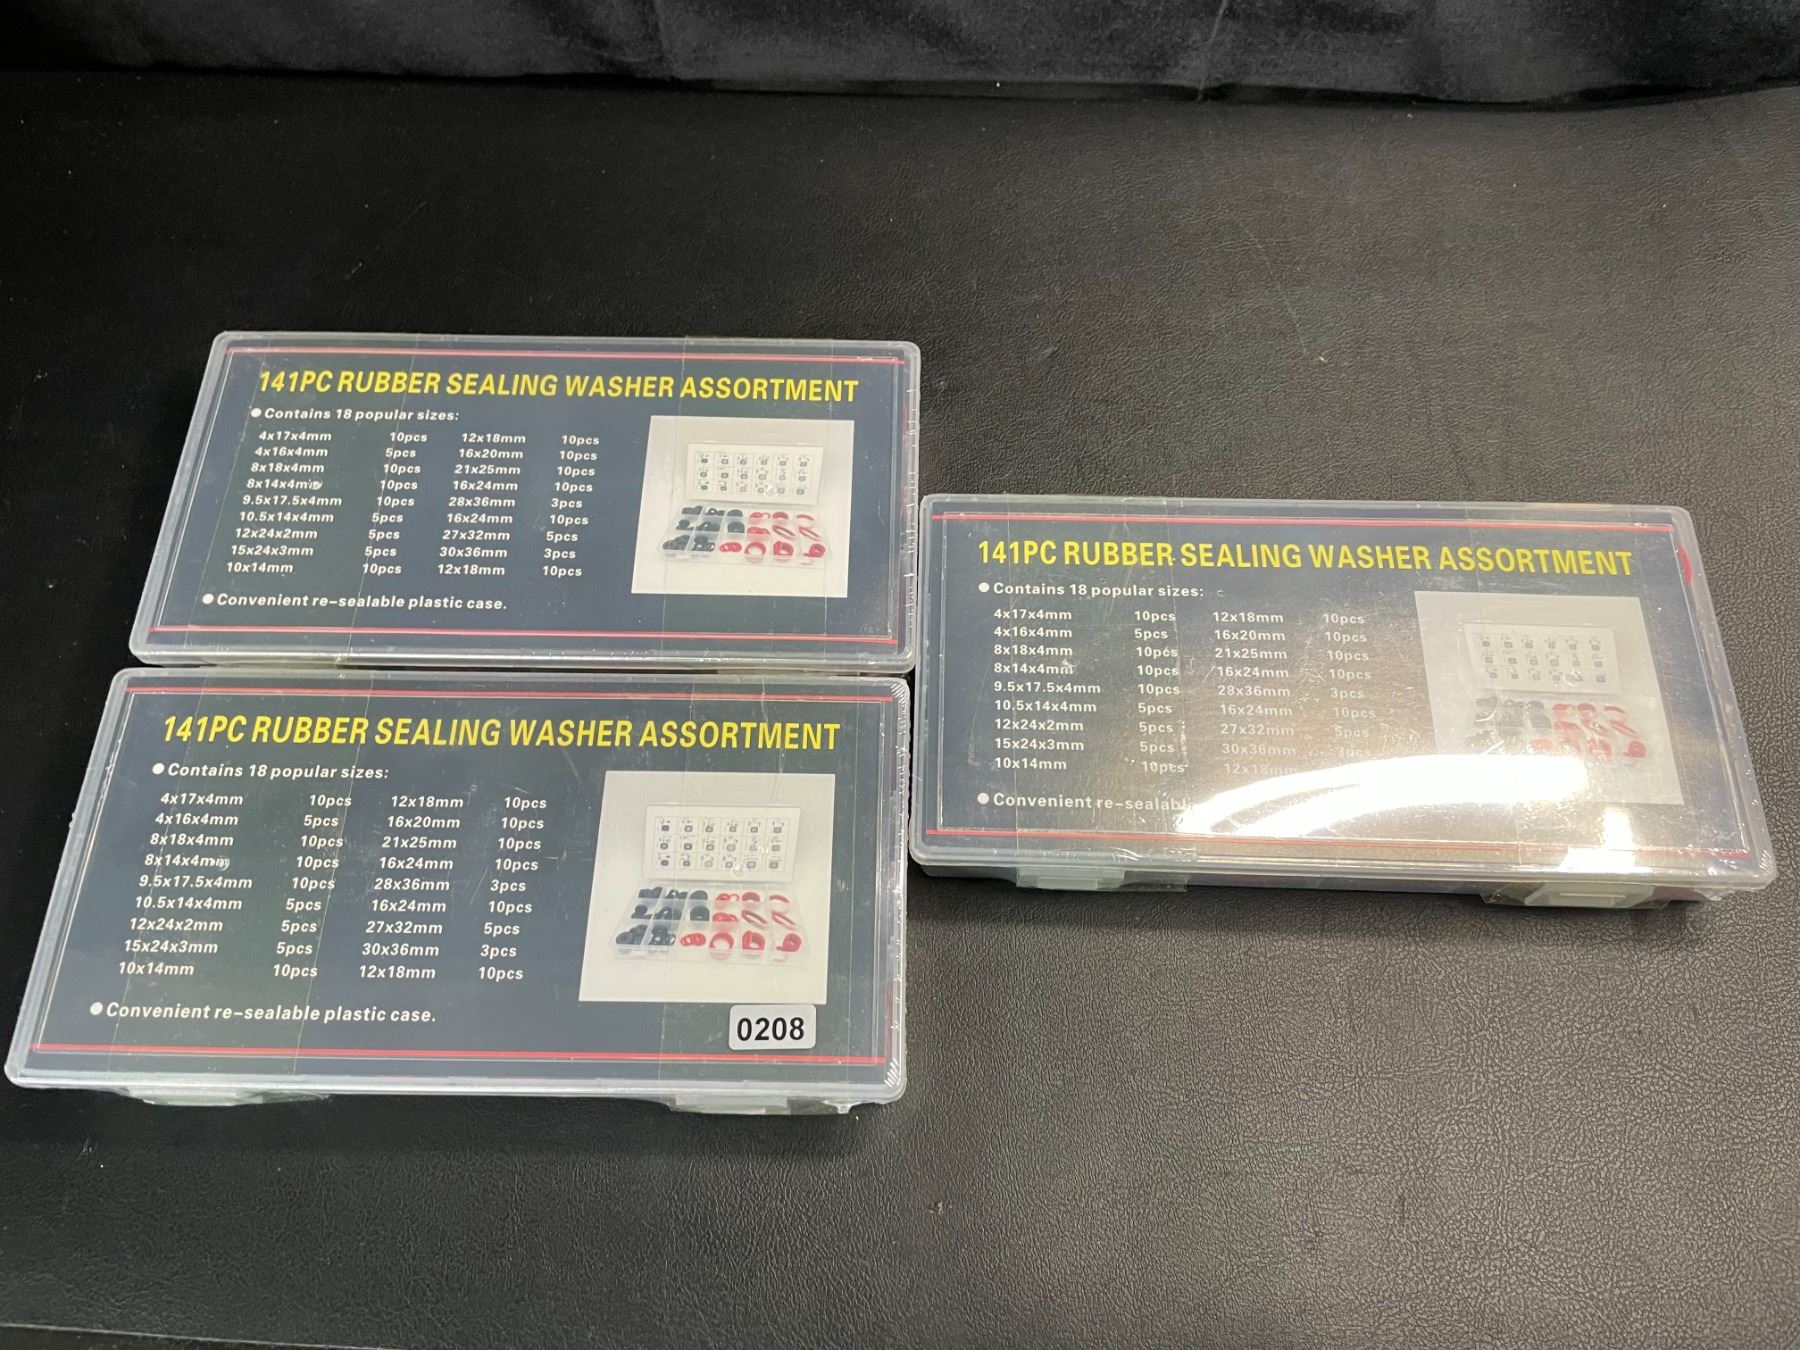 141PC RUBBER SEALING WASHER ASSORTMENT
Contains 18 popular sizes:
4x17x4mm 10pcs 12x18mm 10pcs
4x16x4mm 5pcs 16x20mm 10pcs
8x18x4mm 10pcs 21x25mm 10pcs
8x14x4mm 10pcs 16x24mm 10pcs
9.5x17.5x4mm 10pcs 28x36mm 3pcs
10.5x14x4mm 5pcs 16x24mm 10pcs
12x24x2mm 5pcs 27x32mm 5pcs
15x24x3mm 5pcs 30x36mm 3pcs
10x14mm 10pcs 12x18mm 10pcs
Convenient re-sealable plastic case.
141PC RUBBER SEALING WASHER ASSORTMENT
Contains 18 popular sizes:
4x17x4mm 10pcs 12x18mm 10pcs
4x16x4mm 5pcs 16x20mm 10pcs
8x18x4mm 10pcs 21x25mm 10pcs
8x14x4mm 10pcs 16x24mm 10pcs
9.5x17.5x4mm 10pcs 28x36mm 3pcs
10.5x14x4mm 5pcs 16x24mm 10pcs
12x24x2mm 5pcs 27x32mm 5pcs
15x24x3mm 5pcs 30x36mm 3pcs
10x14mm 10pcs 12x18mm 10pcs
Convenient re-sealable plastic case.
0208
141PC RUBBER SEALING WASHER ASSORTMENT
Contains 18 popular sizes:
4x17x4mm 10pcs 12x18mm 10pcs
4x16x4mm 5pcs 16x20mm 10pcs
8x18x4mm 10pcs 21x25mm 10pcs
8x14x4mm 10pcs 16x24mm 10pcs
9.5x17.5x4mm 10pcs 28x36mm 3pcs
10.5x14x4mm 5pcs 16x24mm 10pcs
12x24x2mm 5pcs 27x32mm 5pcs
15x24x3mm 5pcs 30x36mm 3pcs
10x14mm 10pcs 12x18mm
Convenient